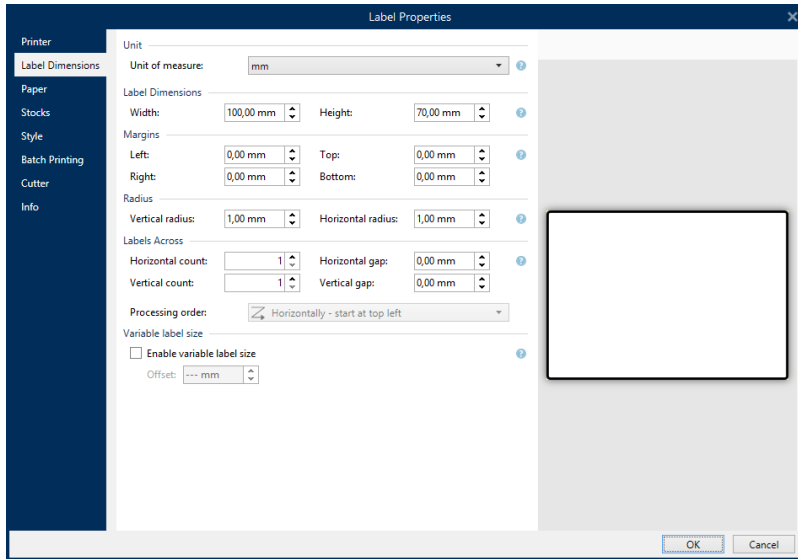 Label Properties
Printer
Label Dimensions
Paper
Stocks
Style
Batch Printing
Cutter
Info
Unit
Unit of measure: mm
Label Dimensions
Width: 100,00 mm Height: 70,00 mm
Margins
Left: 0,00 mm Top: 0,00 mm
Right: 0,00 mm Bottom: 0,00 mm
Radius
Vertical radius: 1,00 mm Horizontal radius: 1,00 mm
Labels Across
Horizontal count: 1 Horizontal gap: 0,00 mm
Vertical count: 1 Vertical gap: 0,00 mm
Processing order: Horizontally - start at top left
Variable label size
Enable variable label size
Offset: --- mm
OK Cancel